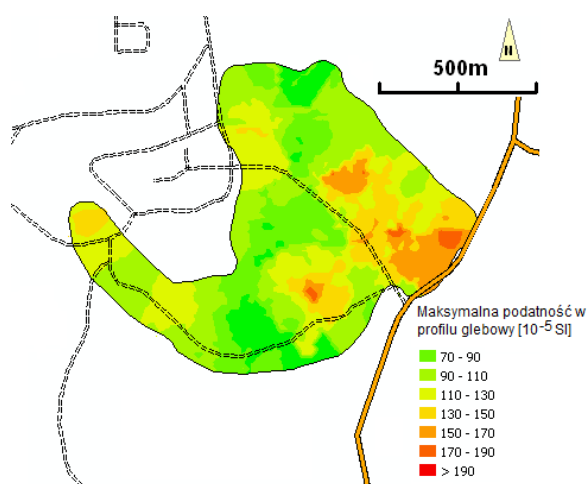 N
500m
Maksymalna podatność w
profilu glebowy [10-5 SI]
70 - 90
90 - 110
110 - 130
130 - 150
150 - 170
170 - 190
> 190